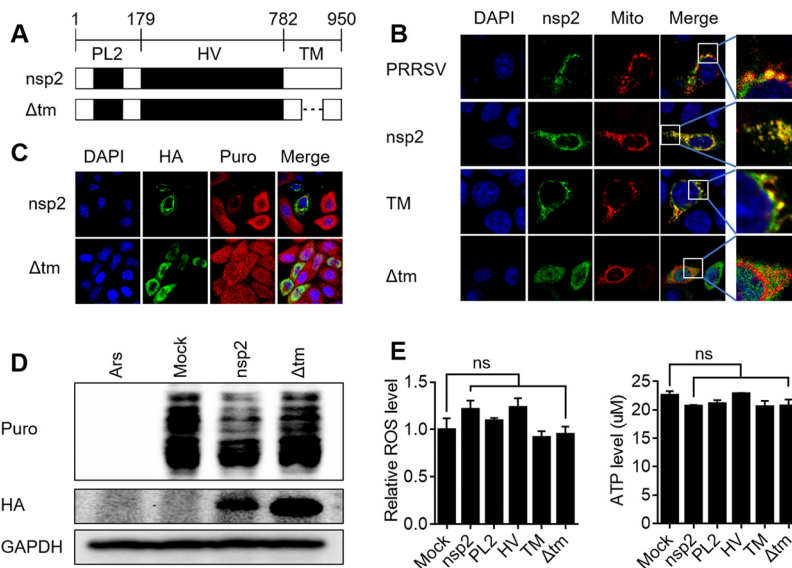 A
1 179 782 950
PL2 HV TM
nsp2
Δtm
B
DAPI nsp2 Mito Merge
PRRSV
nsp2
TM
Δtm
C
DAPI HA Puro Merge
nsp2
Δtm
D
Ars Mock nsp2 Δtm
Puro
HA
GAPDH
E
ns
Relative ROS level
1.5
1.0
0.5
0.0
Mock nsp2 PL2 HV TM Δtm
ns
ATP level (uM)
25
20
15
10
5
0
Mock nsp2 PL2 HV TM Δtm